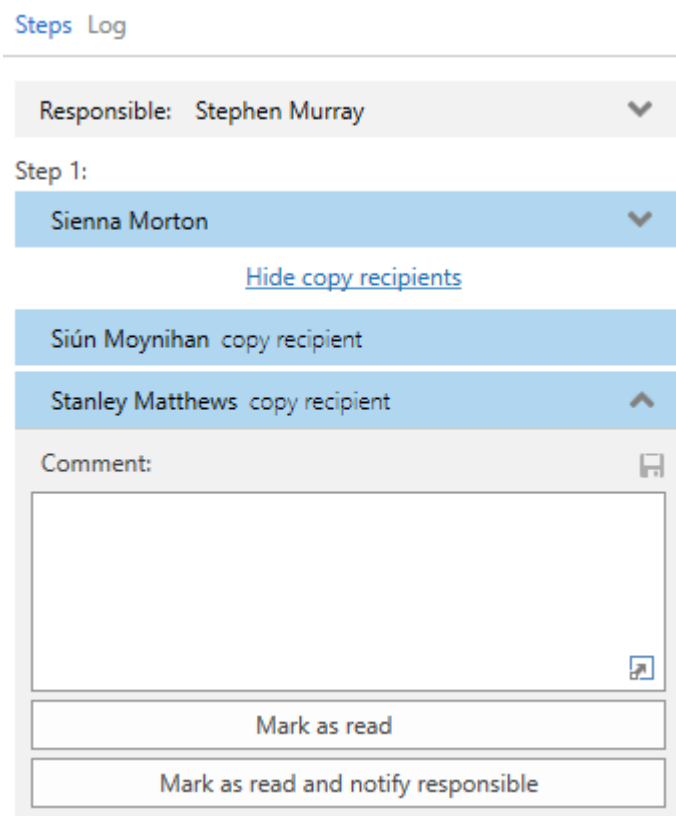 Steps Log
Responsible: Stephen Murray
Step 1:
Sienna Morton
Hide copy recipients
Siún Moynihan copy recipient
Stanley Matthews copy recipient
Comment:
Mark as read
Mark as read and notify responsible